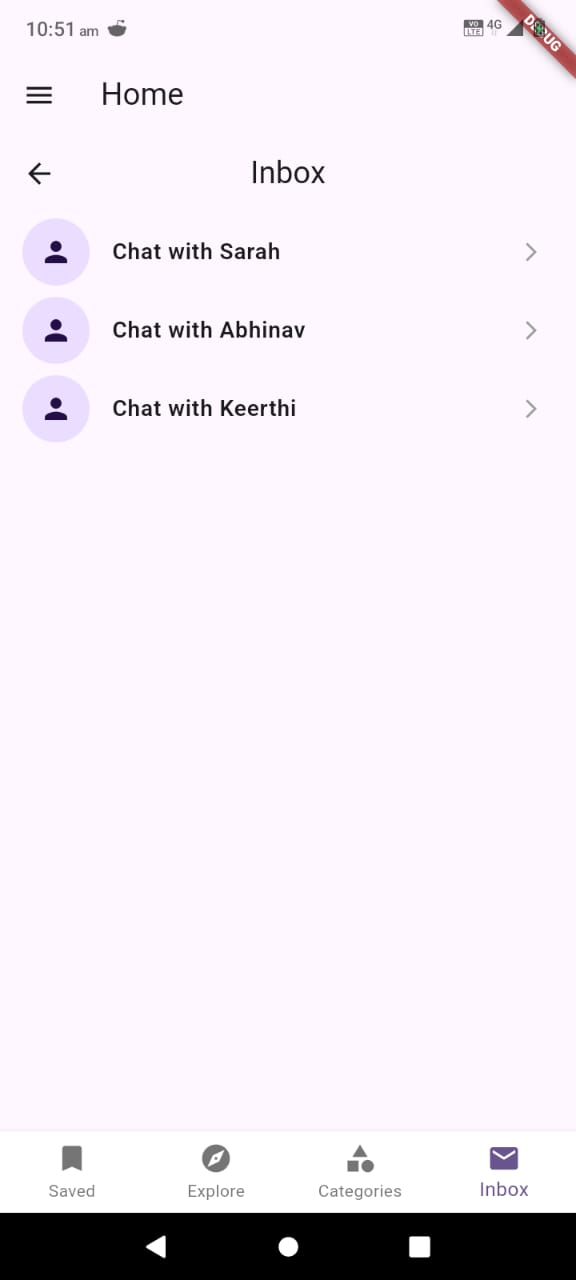 10:51 am
VO LTE 4G
DEBUG
Home
Inbox
Chat with Sarah
Chat with Abhinav
Chat with Keerthi
Saved Explore Categories Inbox